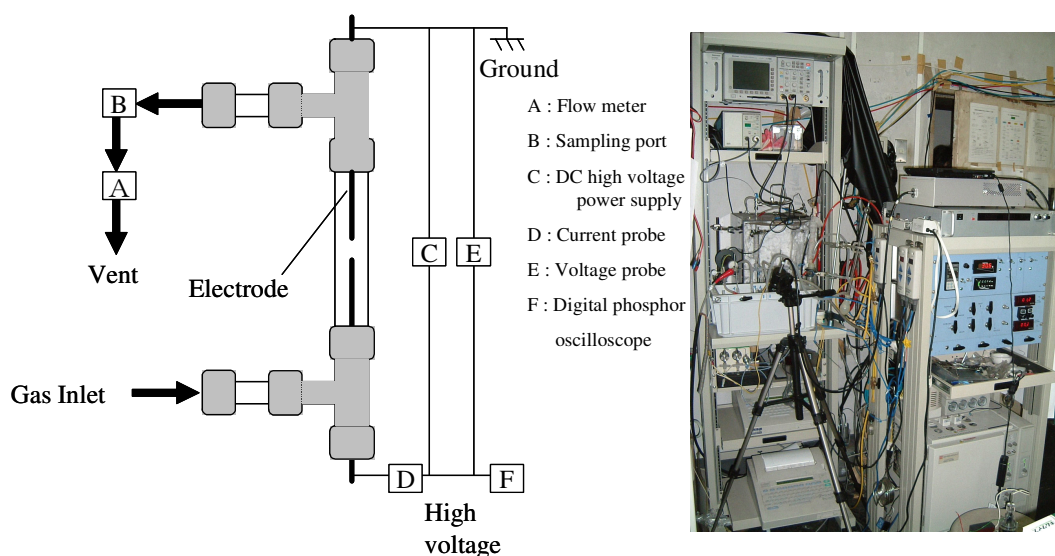 Ground
B
A
Vent
C
E
Electrode
Gas Inlet
D
F
High
voltage
A : Flow meter
B : Sampling port
C : DC high voltage
power supply
D : Current probe
E : Voltage probe
F : Digital phosphor
oscilloscope